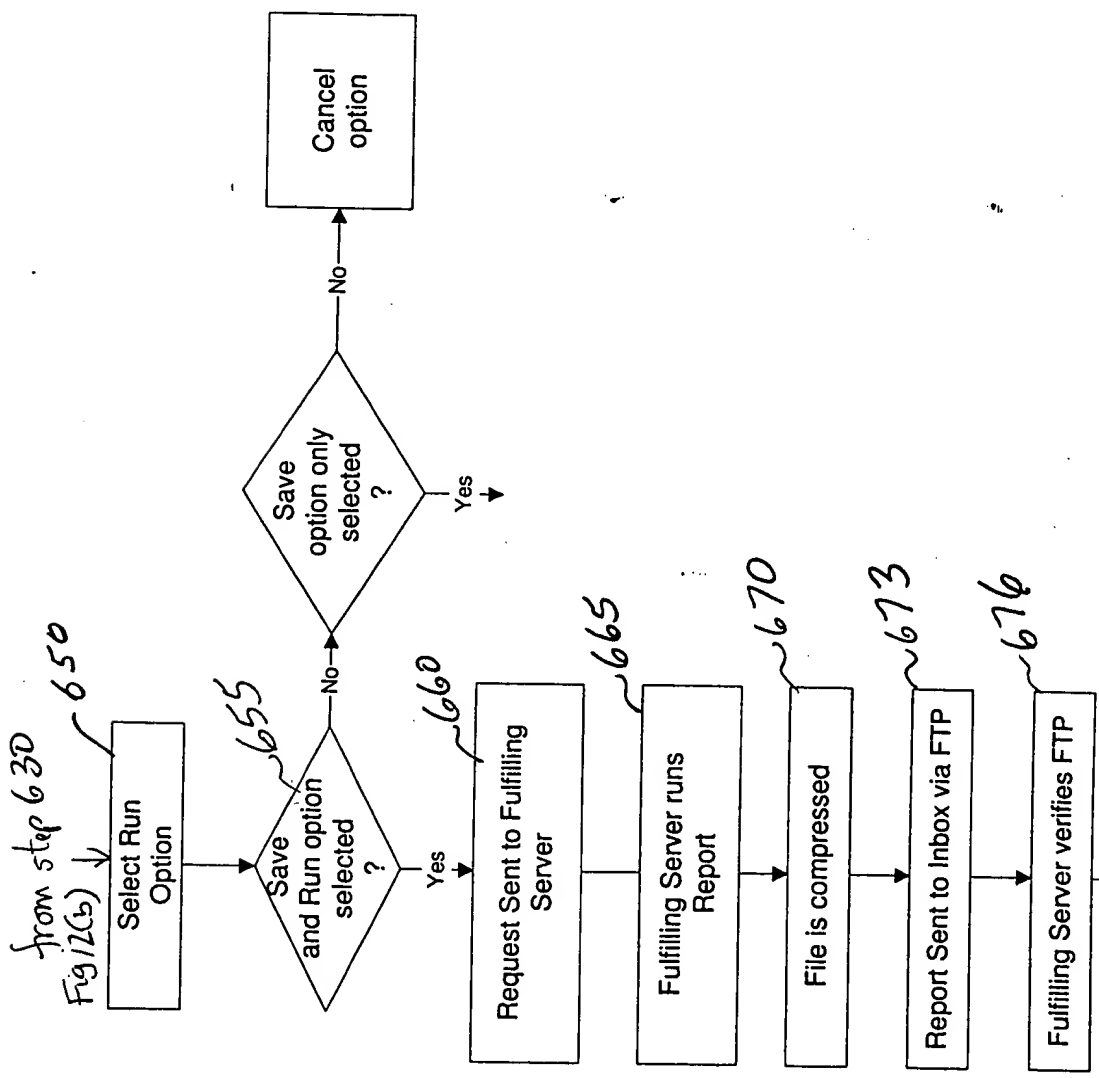 from step 630
Fig 12(b)
650
Select Run
Option
655
Save
and Run option
selected
?
No
Save
option only
selected
?
No
Cancel
option
Yes
Yes
660
Request Sent to Fulfilling
Server
665
Fulfilling Server runs
Report
670
File is compressed
673
Report Sent to Inbox via FTP
676
Fulfilling Server verifies FTP